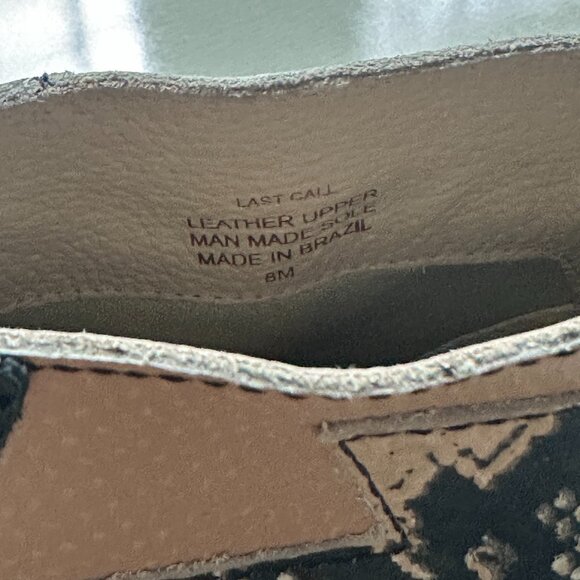 LAST CALL
LEATHER UPPER
MAN MADE SOLE
MADE IN BRAZIL
8M